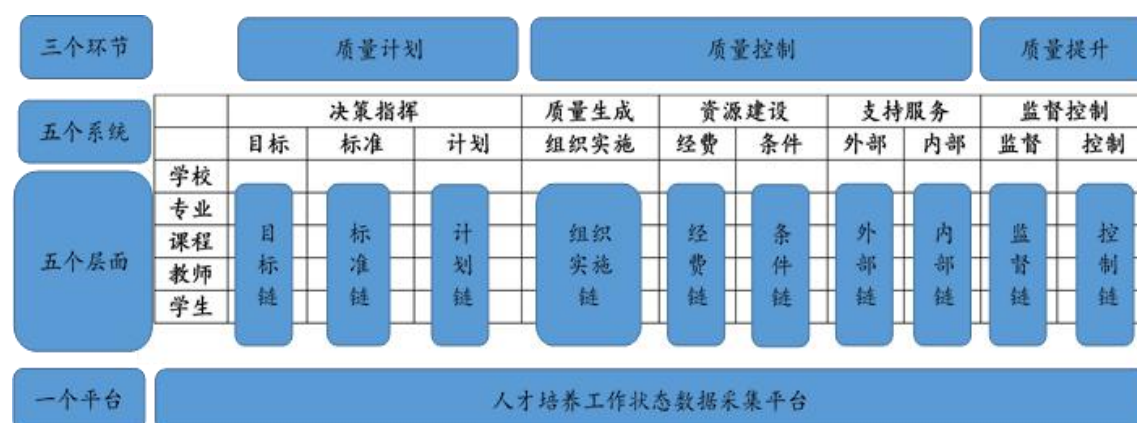 三个环节 质量计划 质量控制 质量提升
五个系统
决策指挥 质量生成 资源建设 支持服务 监督控制
目标 标准 计划 组织实施 经费 条件 外部 内部 监督 控制
五个层面
学校
专业
课程
教师
学生
目标链
标准链
计划链
组织实施链
经费链
条件链
外部链
内部链
监督链
控制链
一个平台 人才培养工作状态数据采集平台